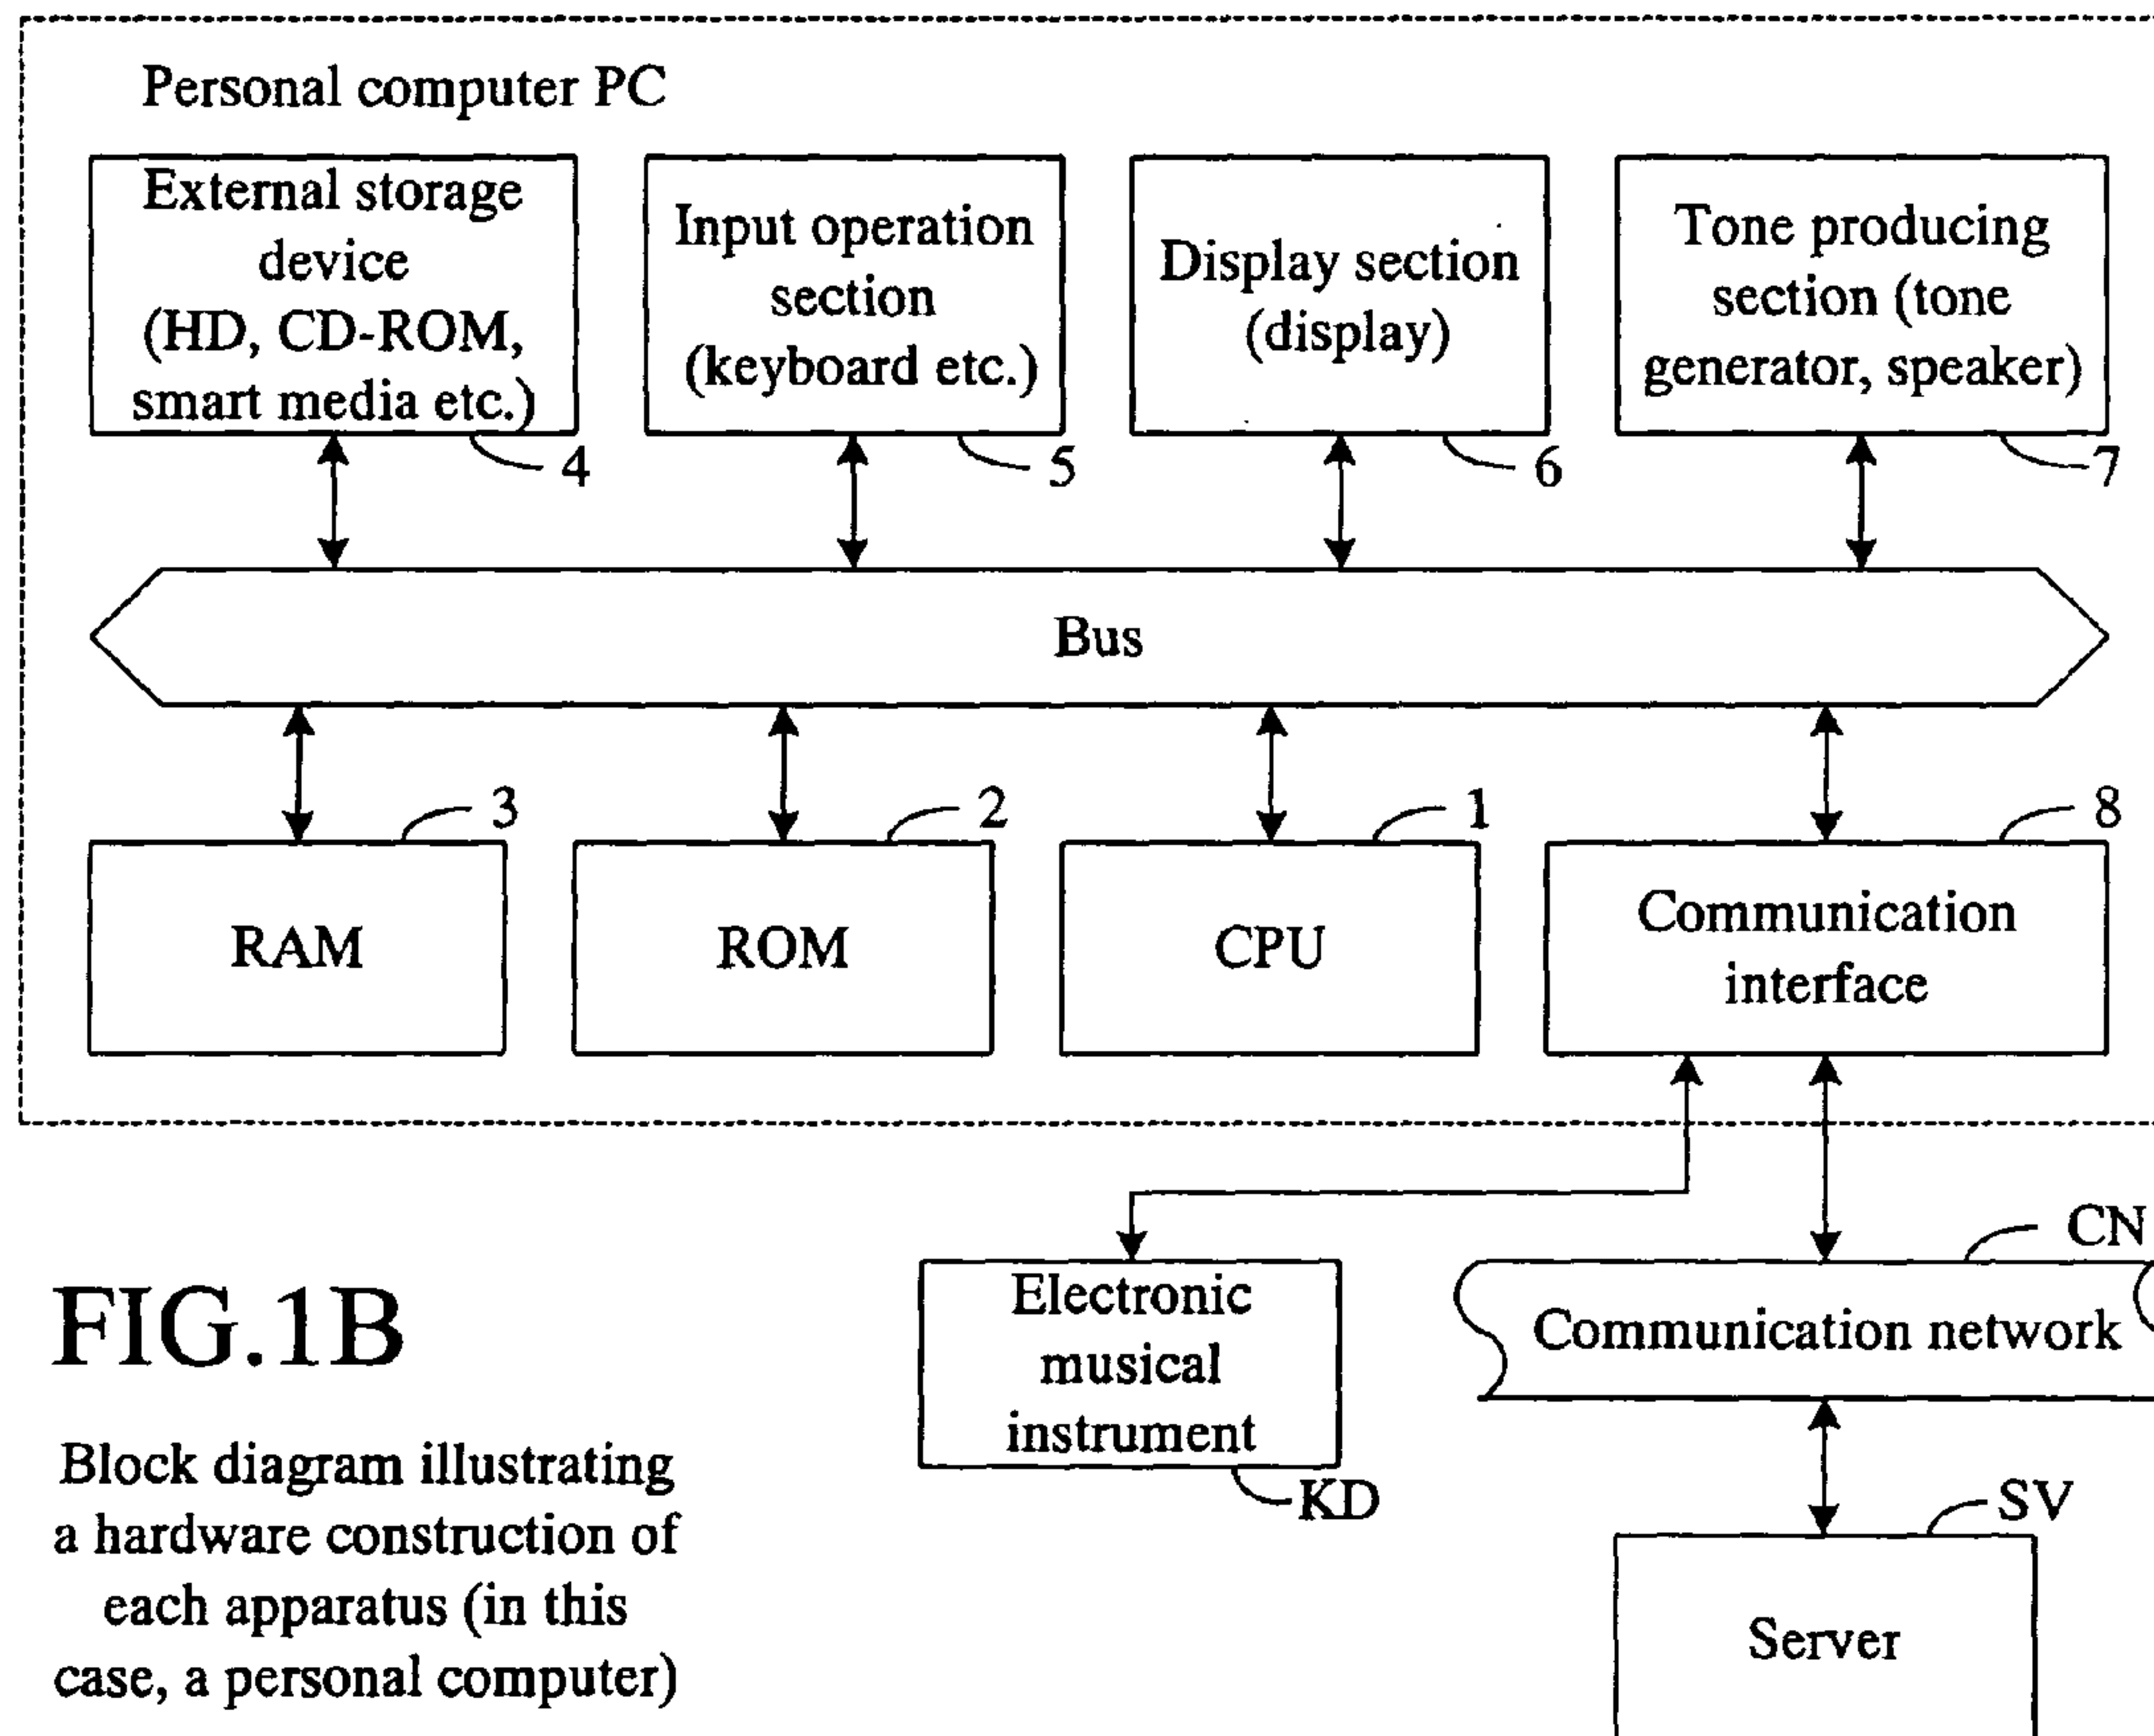 Personal computer PC
External storage
device
(HD, CD-ROM,
smart media etc.)
4
Input operation
section
(keyboard etc.)
5
Display section
(display)
6
Tone producing
section (tone
generator, speaker)
7
Bus
3
RAM
2
ROM
1
CPU
8
Communication
interface
Electronic
musical
instrument
KD
CN
Communication network
SV
Server
FIG.1B
Block diagram illustrating
a hardware construction of
each apparatus (in this
case, a personal computer)